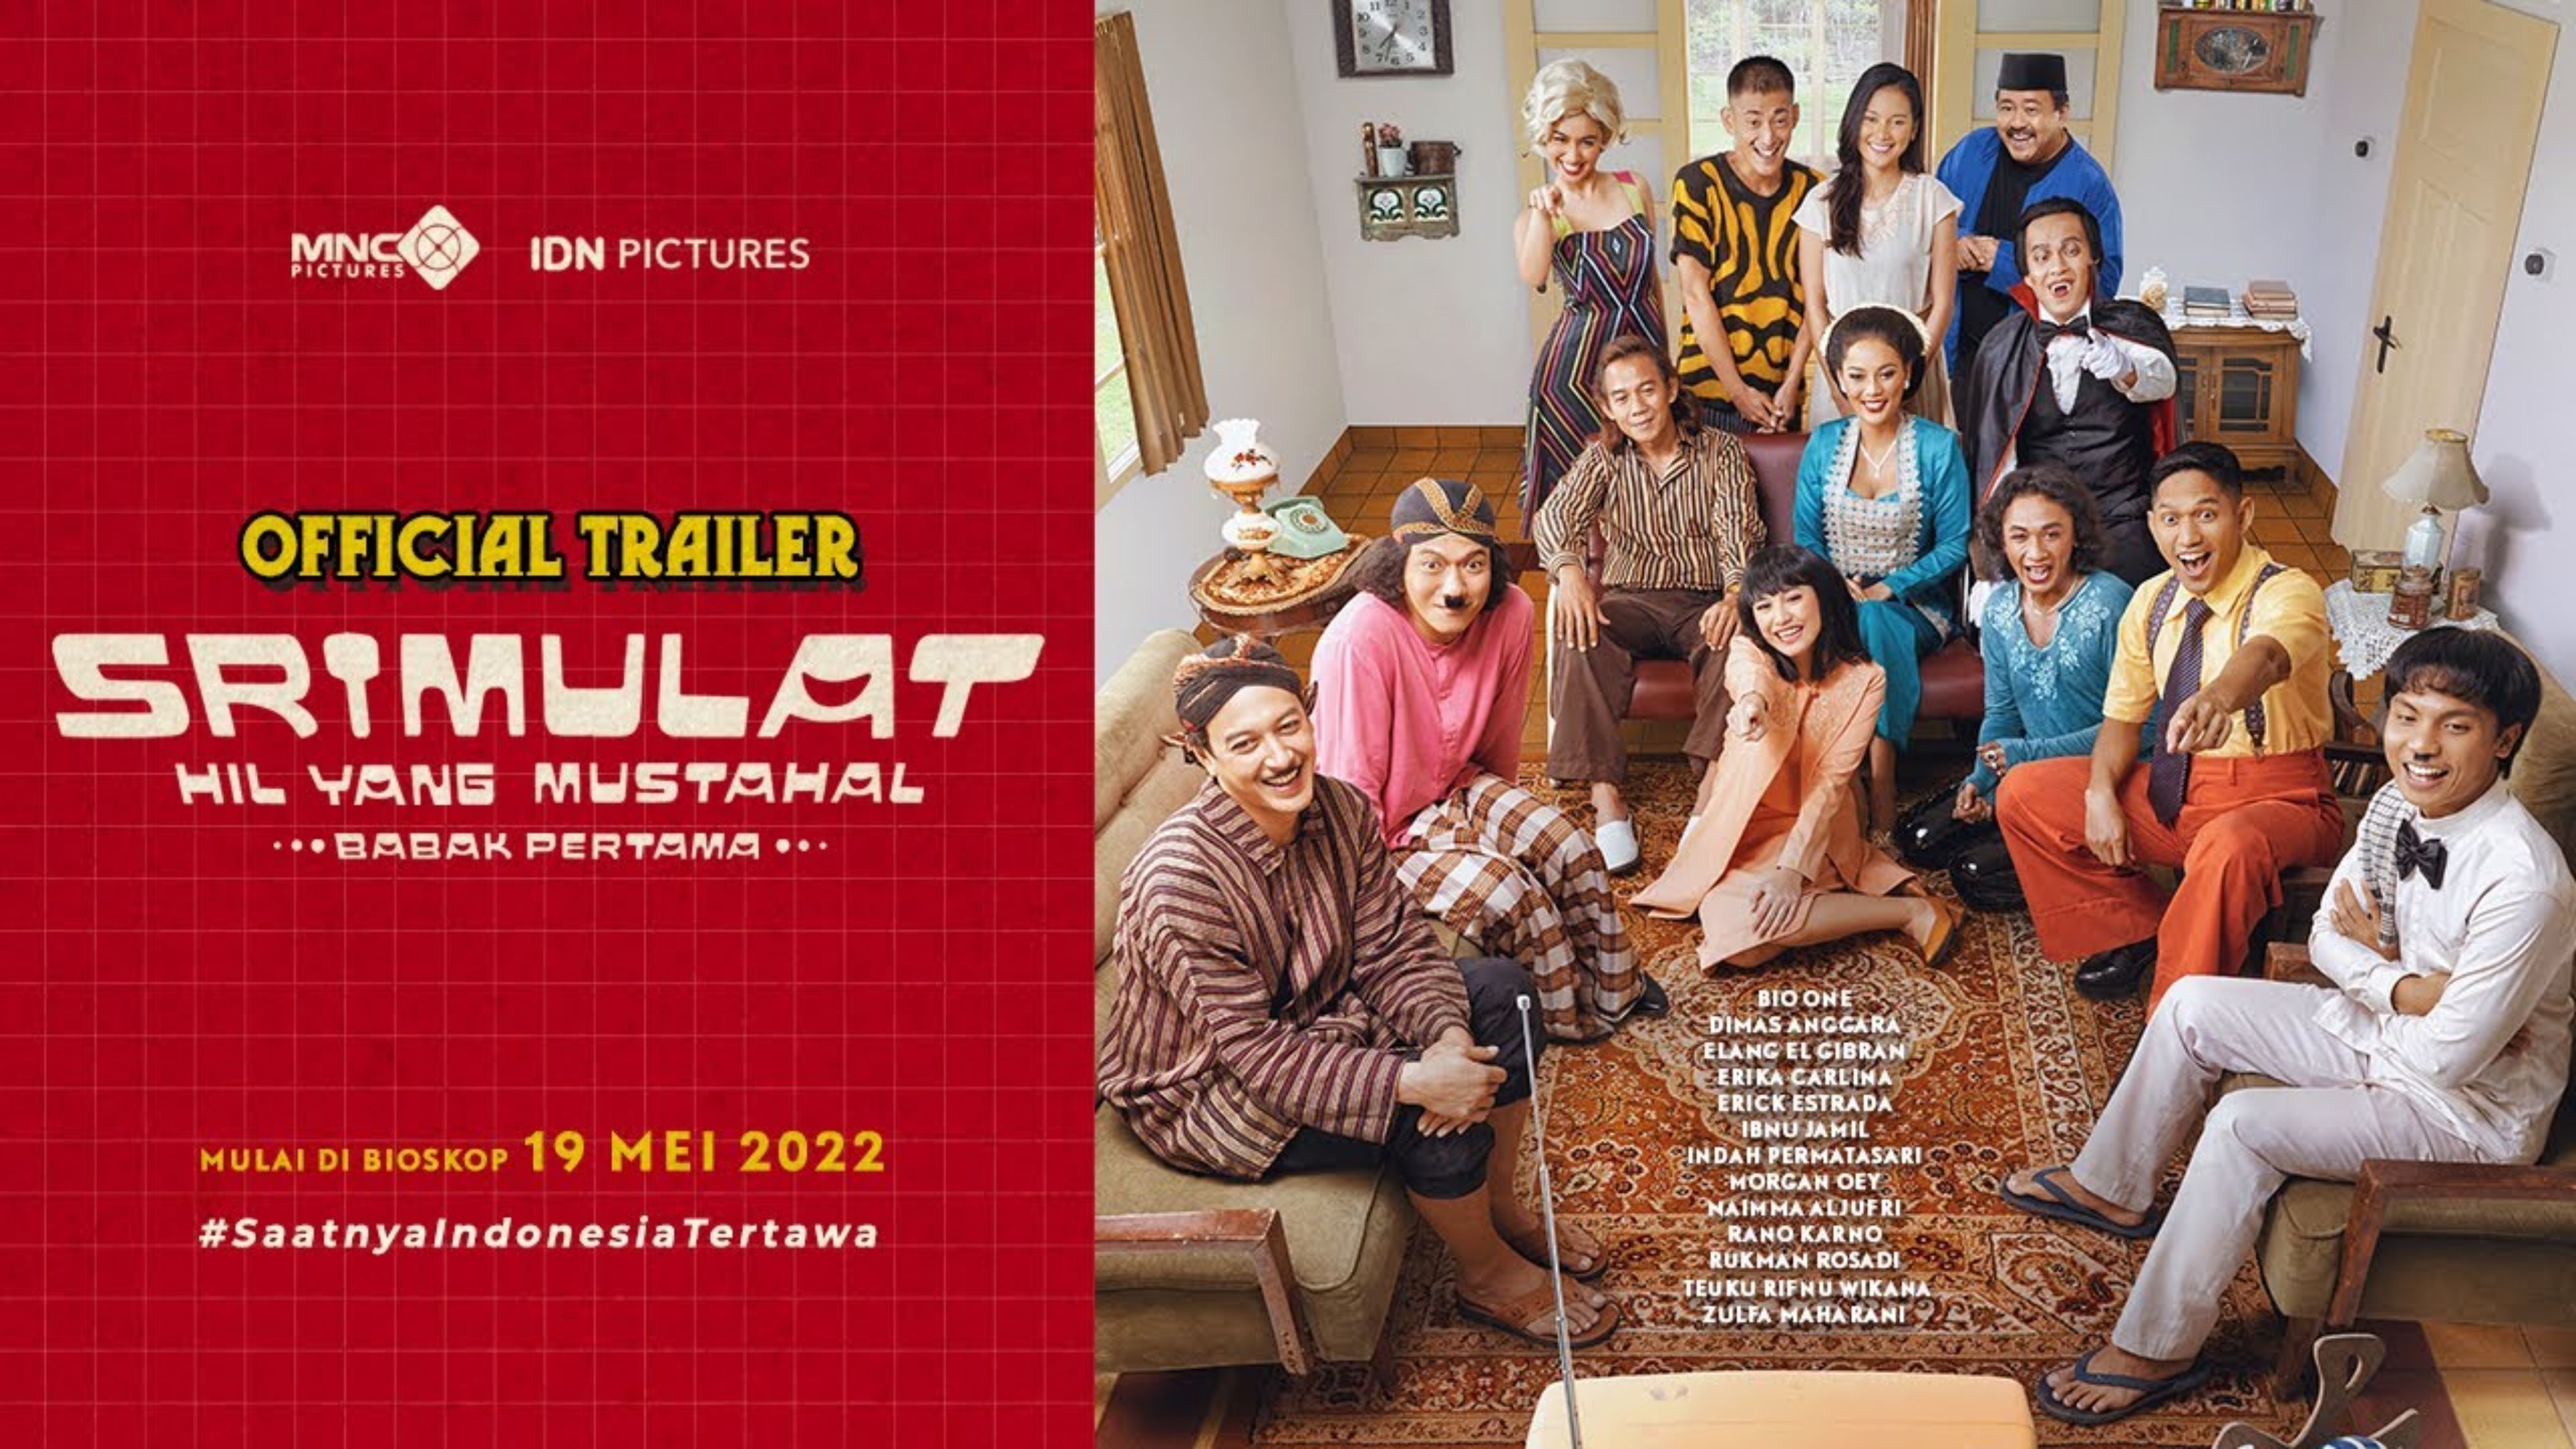 MNC PICTURES
IDN PICTURES
OFFICIAL TRAILER
SRIMULAT
HIL YANG MUSTAHAL
BABAK PERTAMA
MULAI DI BIOSKOP 19 MEI 2022
#SaatnyaIndonesiaTertawa
BIO ONE
DIMAS ANGGARA
ELANG EL GIBRAN
ERIKA CARLINA
ERICK ESTRADA
IBNU JAMIL
INDAH PERMATASARI
MORGAN OEY
NAIMMA ALJUFRI
RANO KARNO
RUKMAN ROSADI
TEUKU RIFNU WIKANA
ZULFA MAHARANI